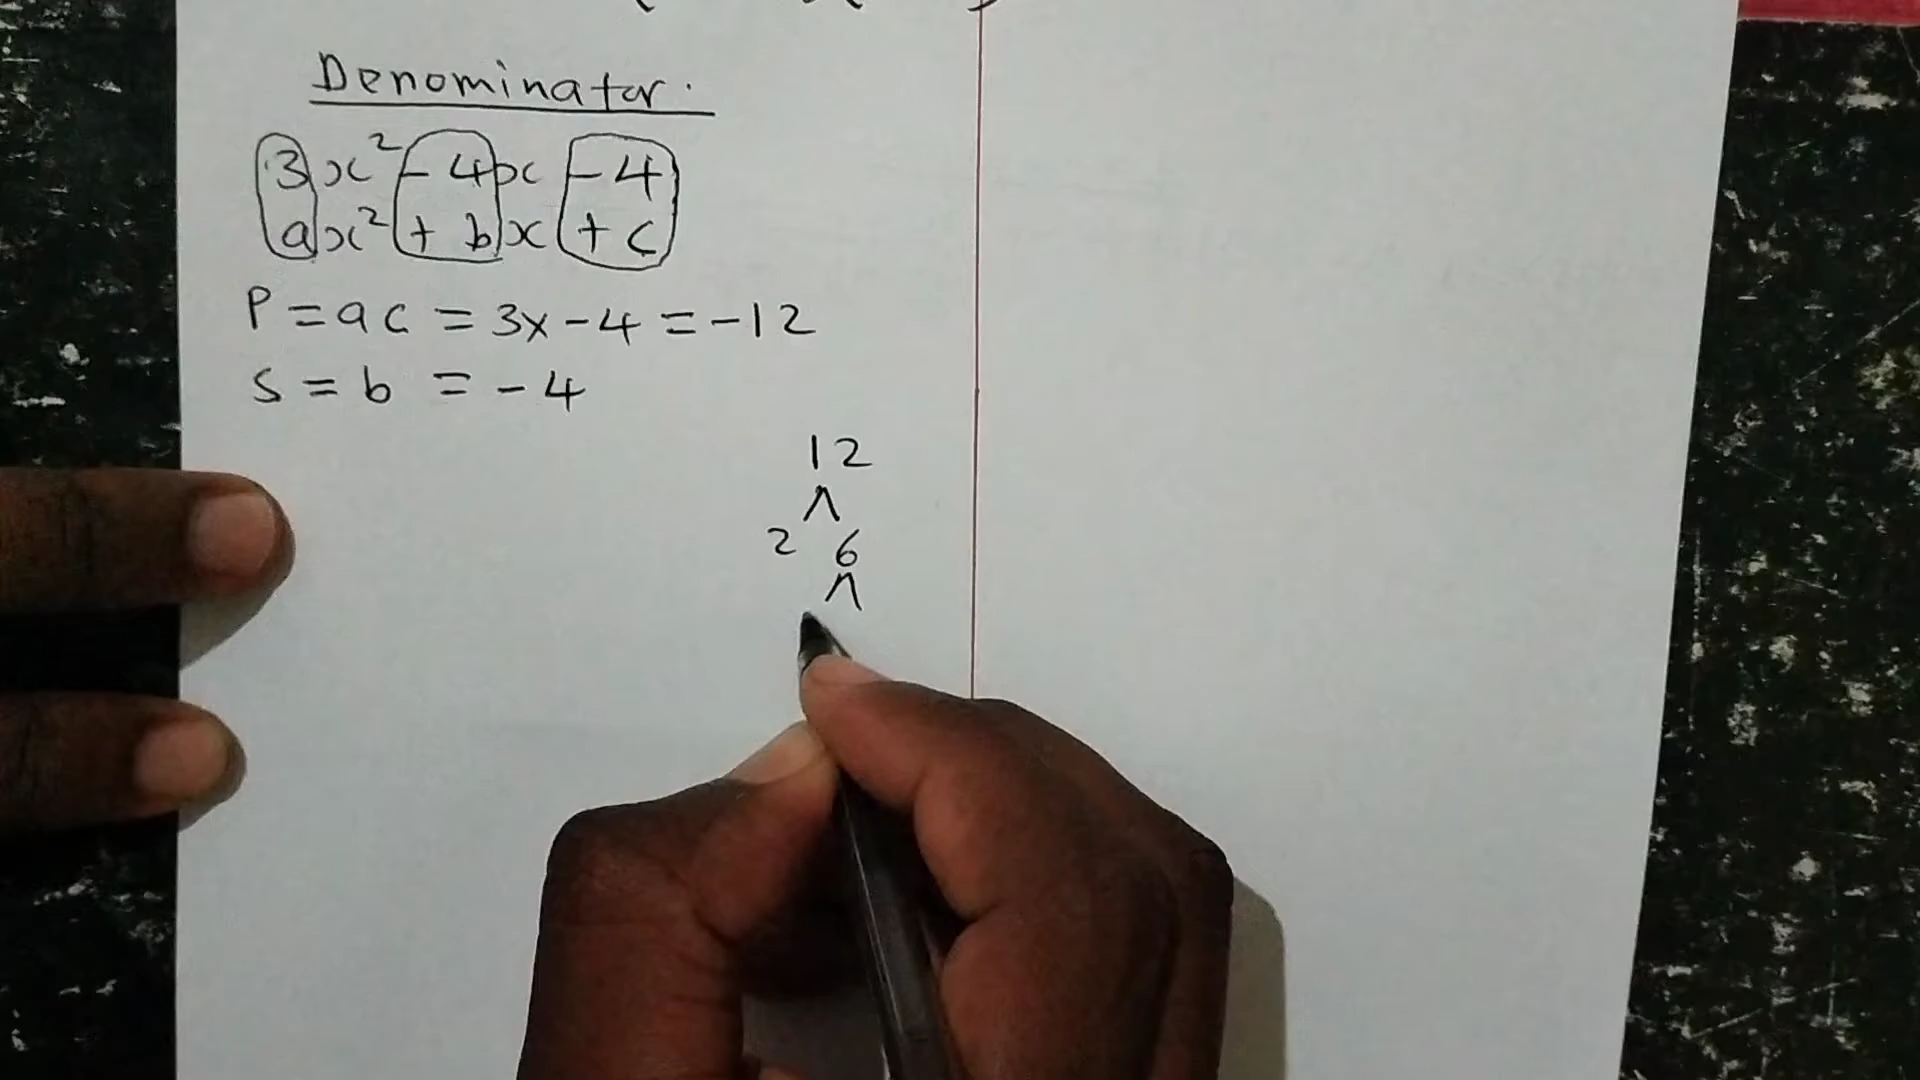 Denominator.
3x² - 4x - 4
ax² + bx + c
P = ac = 3x-4 = -12
S = b = -4
12
2 6